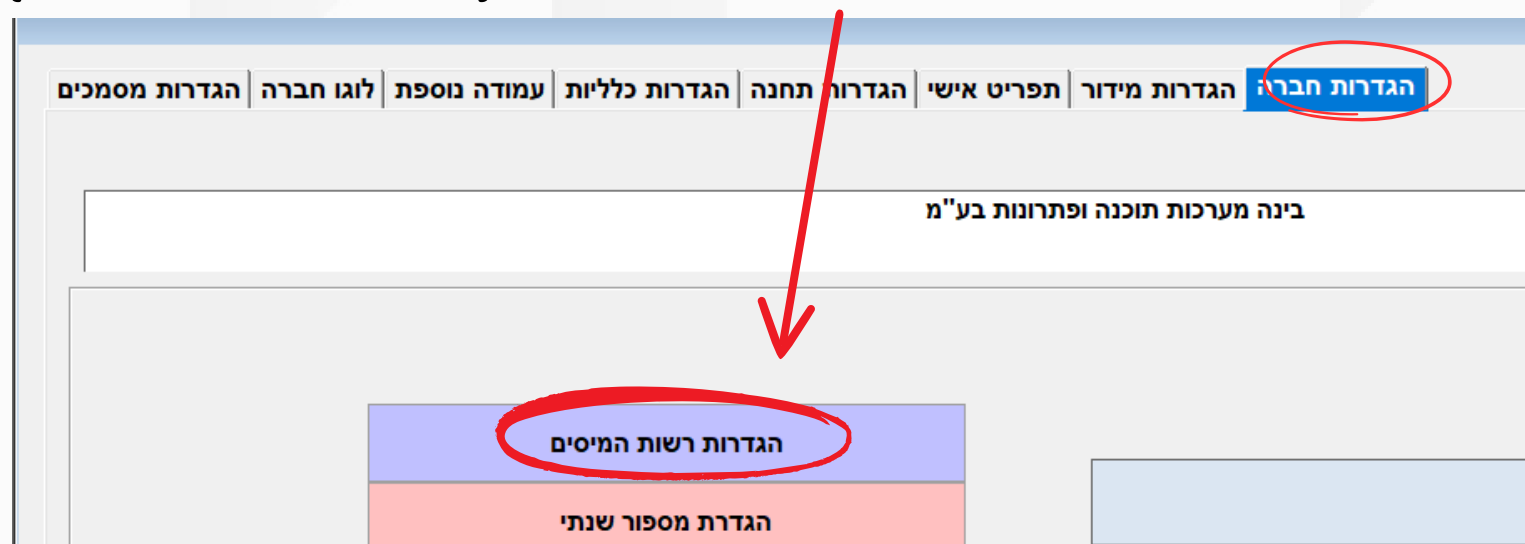 הגדרות חברה הגדרות מידור תפריט אישי הגדרות תחנה הגדרות כלליות עמודה נוספת לוגו חברה הגדרות מסמכים
בינה מערכות תוכנה ופתרונות בע"מ
הגדרות רשות המיסים
הגדרת מספור שנתי